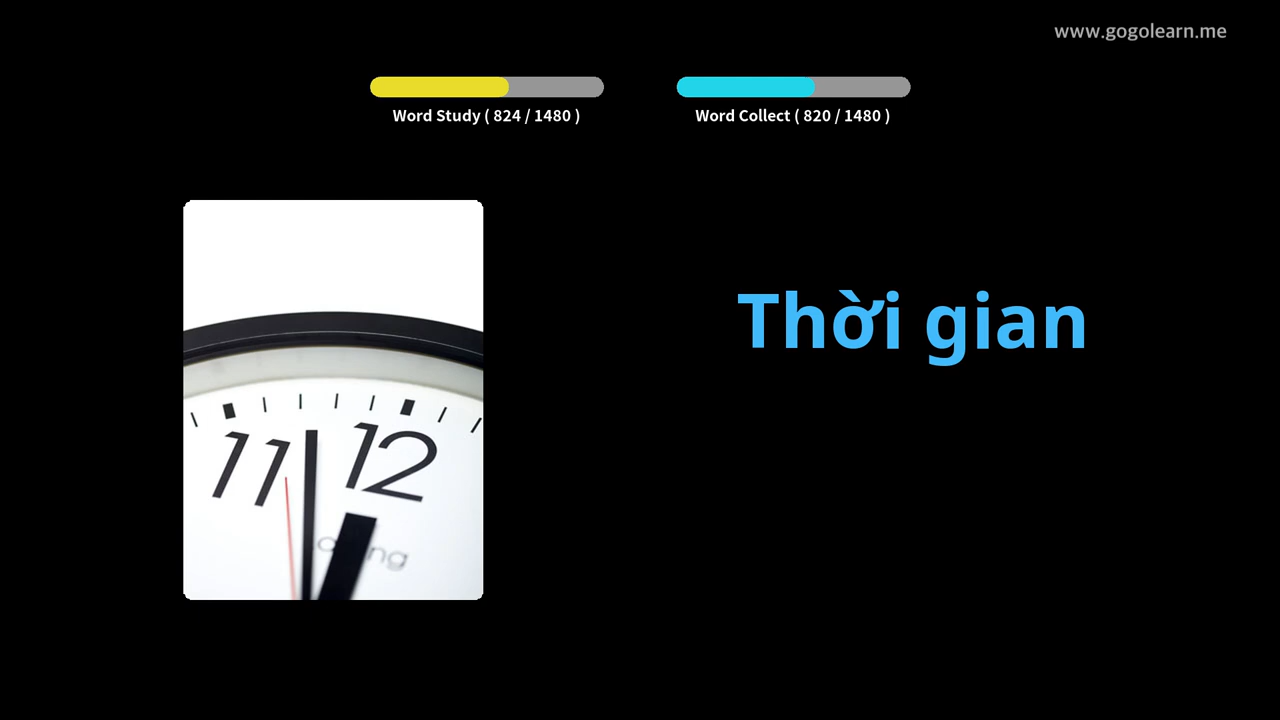 www.gogolearn.me
Word Study ( 824 / 1480 )
Word Collect ( 820 / 1480 )
Thời gian
11
12